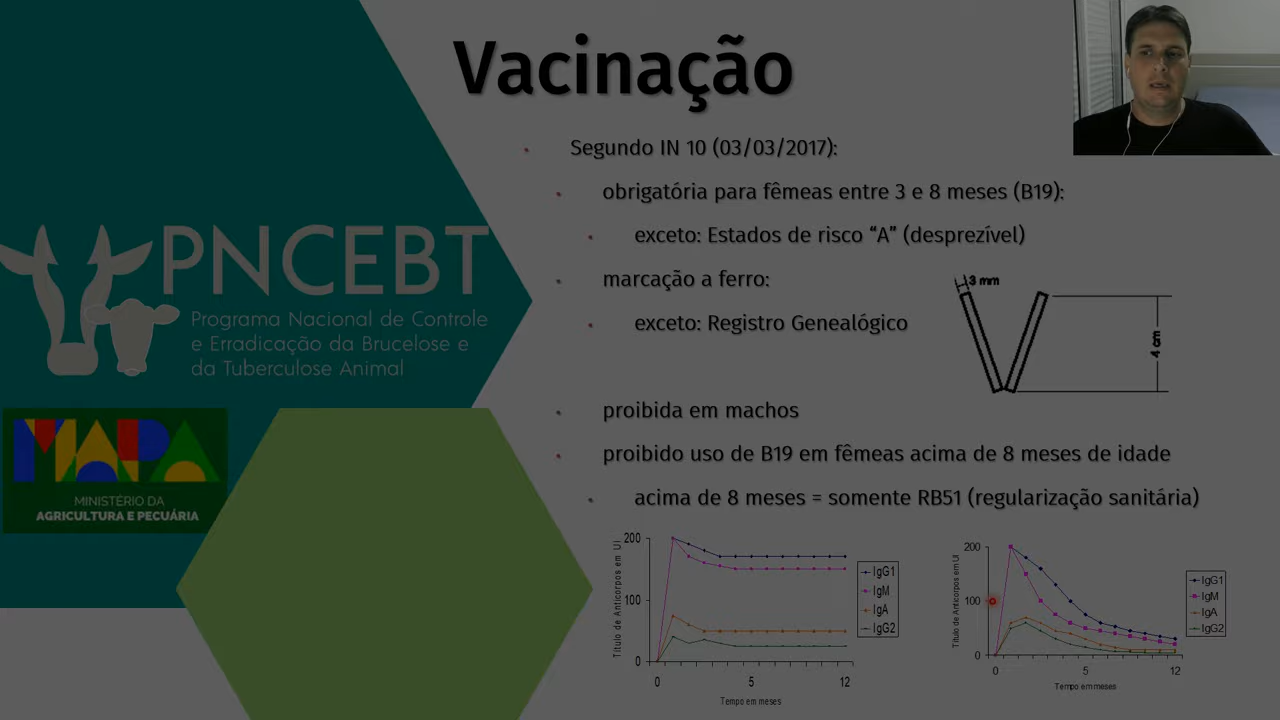 Vacinação
Segundo IN 10 (03/03/2017):
obrigatória para fêmeas entre 3 e 8 meses (B19):
exceto: Estados de risco “A” (desprezível)
marcação a ferro:
exceto: Registro Genealógico
3 mm
4 cm
proibida em machos
proibido uso de B19 em fêmeas acima de 8 meses de idade
acima de 8 meses = somente RB51 (regularização sanitária)
PNCEBT
Programa Nacional de Controle
e Erradicação da Brucelose e
da Tuberculose Animal
MAPA
MINISTÉRIO DA
AGRICULTURA E PECUÁRIA
Título de Anticorpos em UI
200
100
0
0 5 12
Tempo em meses
IgG1
IgM
IgA
IgG2
Título de Anticorpos em UI
200
100
0
0 5 12
Tempo em meses
IgG1
IgM
IgA
IgG2